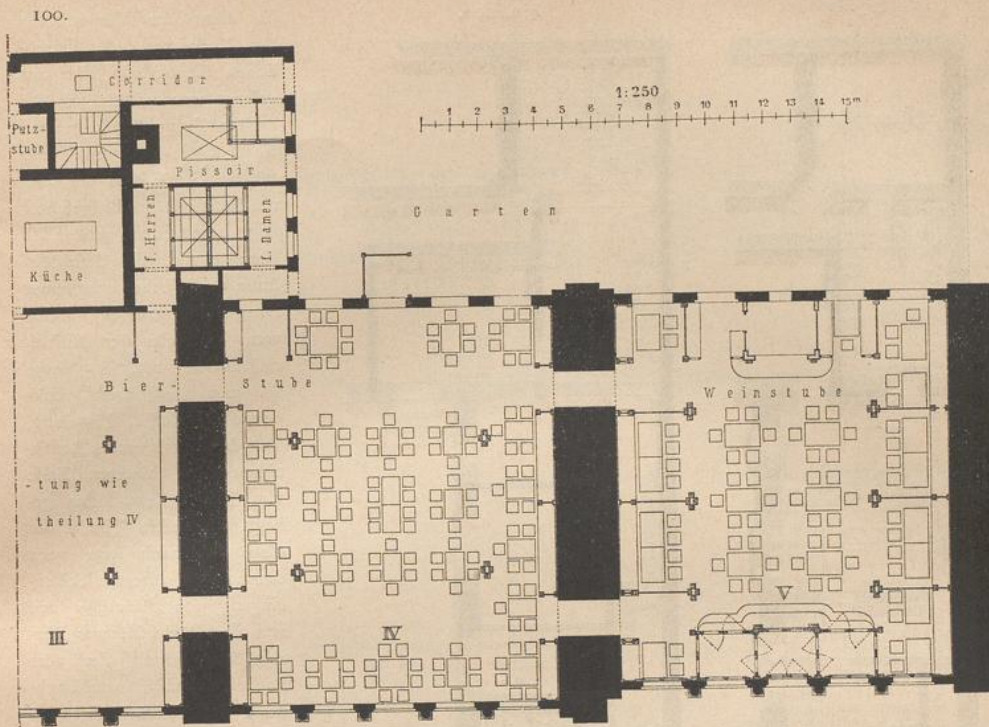 100.
Corridor
1:250
1 2 3 4 5 6 7 8 9 10 11 12 13 14 15 m
Putz-
stube
Pissoir
f. Herren
f. Damen
Garten
Küche
Bier- Stube
Weinstube
-tung wie
theilung IV
III
IV
V